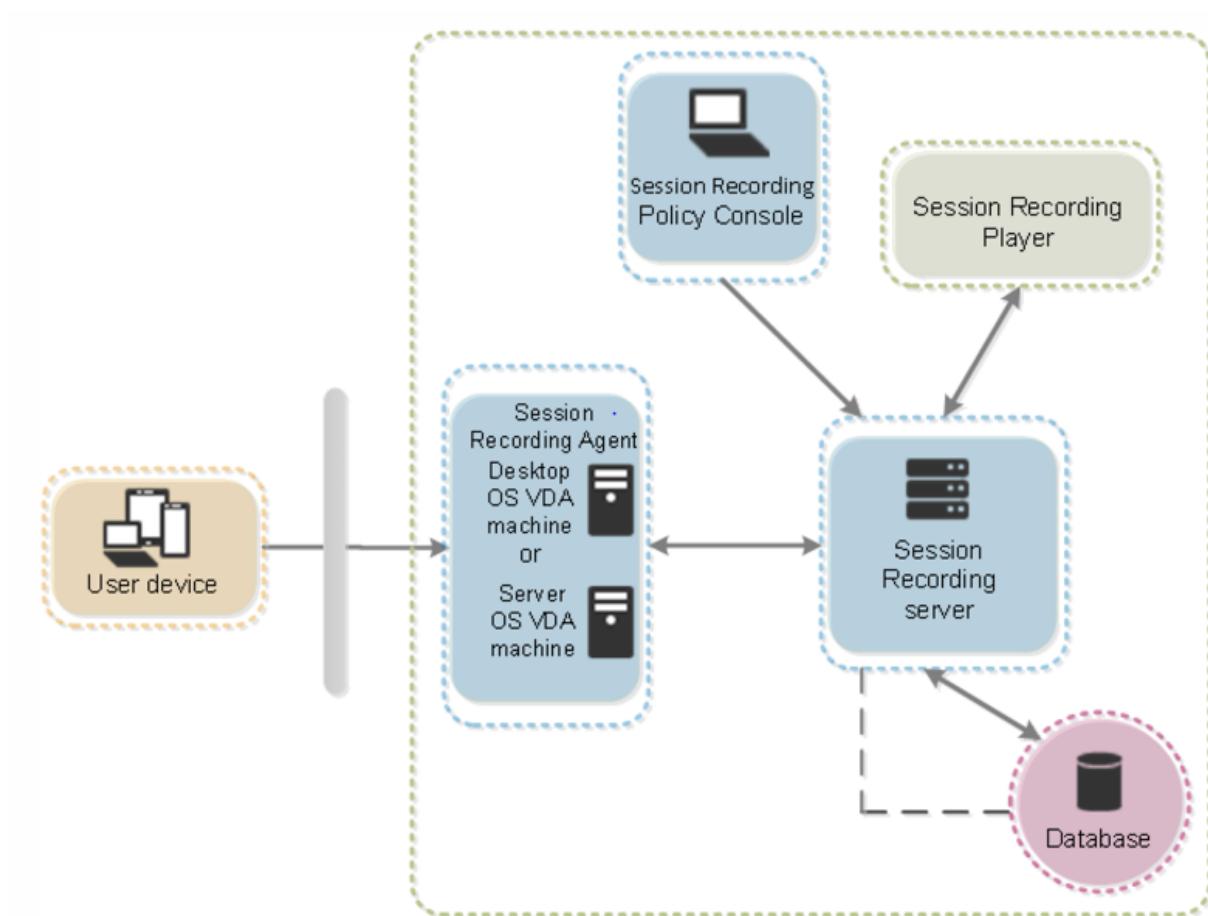 Session Recording
Policy Console
Session Recording
Player
Session
Recording Agent
Desktop
OS VDA
machine
or
Server
OS VDA
machine
User device
Session
Recording
server
Database